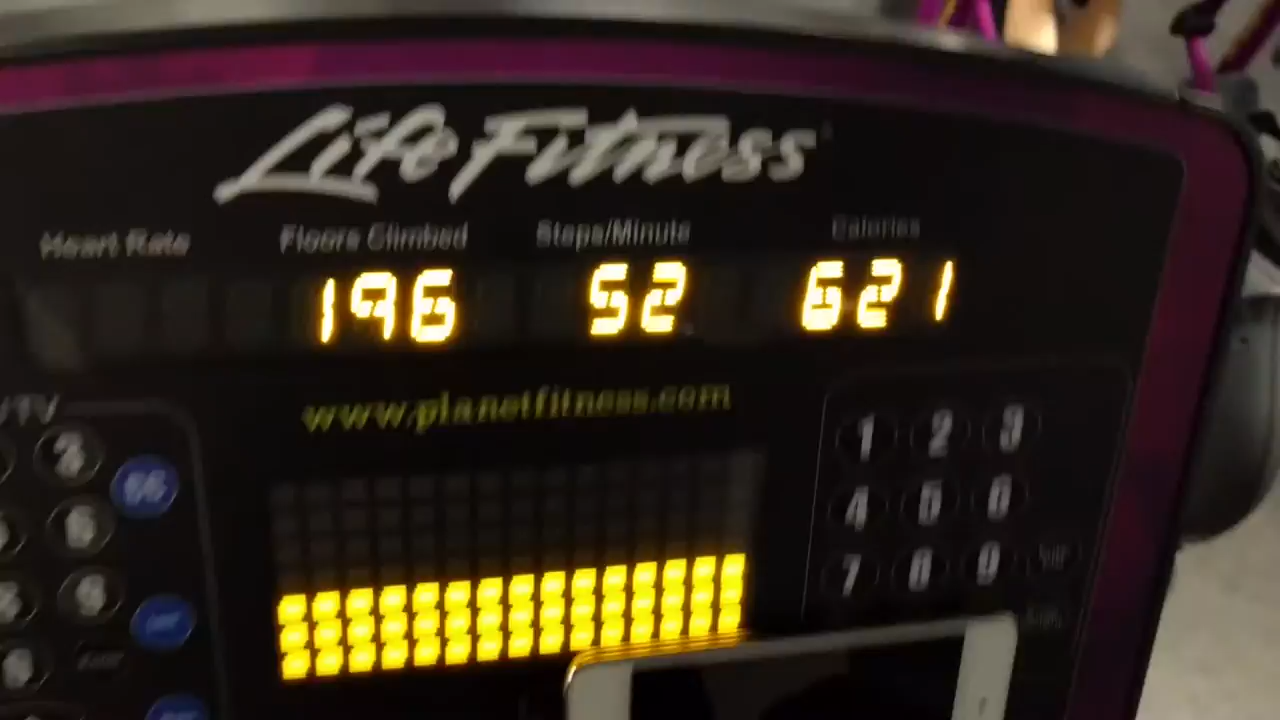 Life Fitness
Heart Rate Floors Climbed Steps/Minute Calories
196 52 621
www.planetfitness.com
/TV
1 2 3
4 5 6
7 8 9